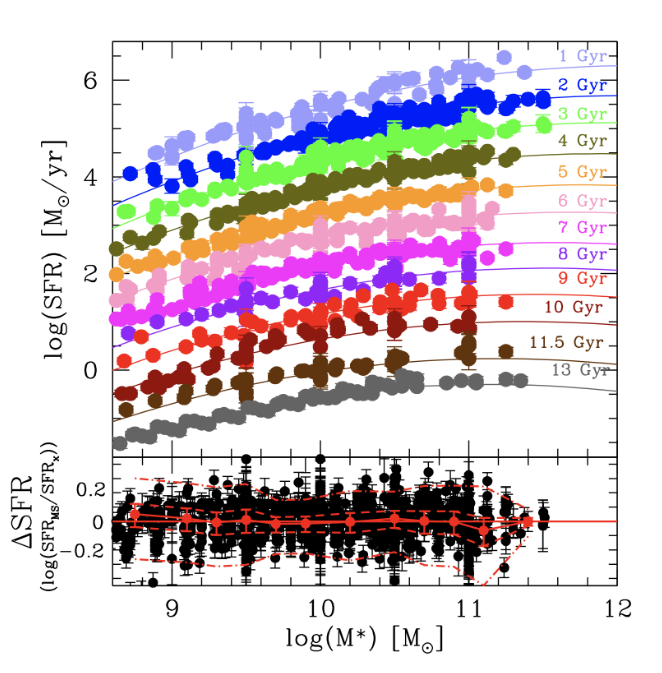 log(SFR) [M⊙/yr]
6
4
2
0
1 Gyr
2 Gyr
3 Gyr
4 Gyr
5 Gyr
6 Gyr
7 Gyr
8 Gyr
9 Gyr
10 Gyr
11.5 Gyr
13 Gyr
ΔSFR
(log(SFR_MS/SFR_x))
0.2
0
−0.2
9 10 11 12
log(M*) [M⊙]